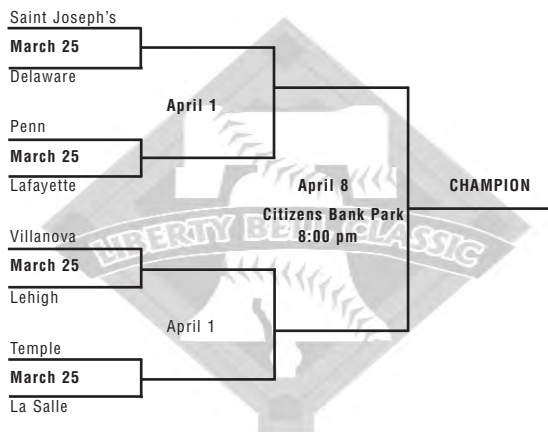 Saint Joseph's
March 25
Delaware
April 1
Penn
March 25
Lafayette
April 8
Citizens Bank Park
8:00 pm
CHAMPION
LIBERTY BELL CLASSIC
Villanova
March 25
Lehigh
April 1
Temple
March 25
La Salle